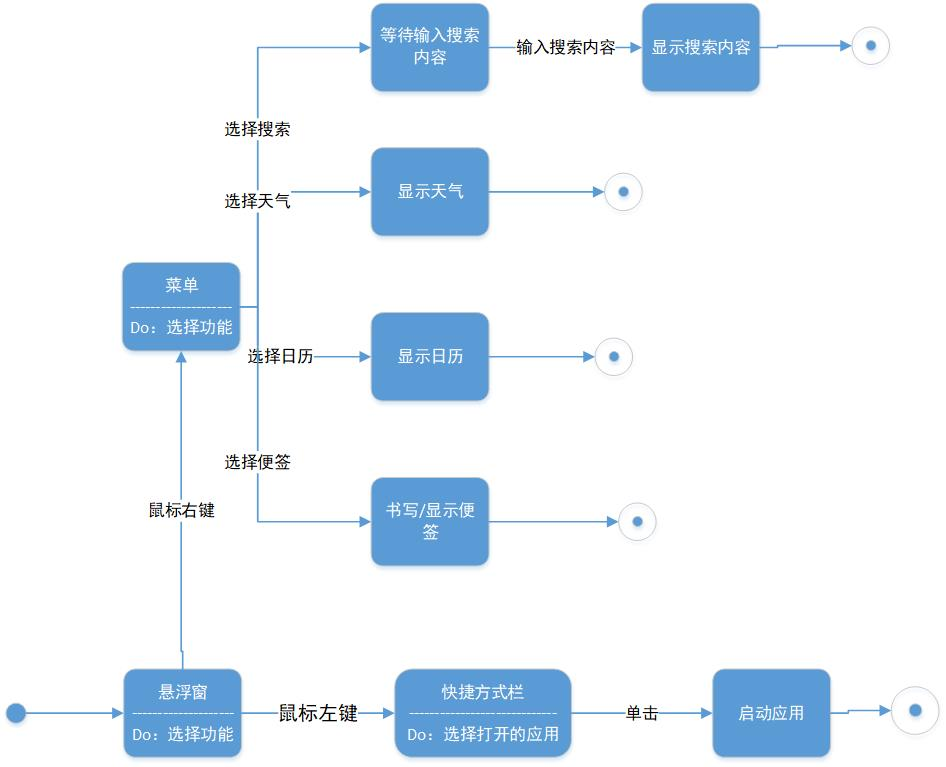 等待输入搜索
内容
输入搜索内容
显示搜索内容
选择搜索
选择天气
显示天气
菜单
Do：选择功能
选择日历
显示日历
选择便签
书写/显示便
签
鼠标右键
悬浮窗
Do：选择功能
鼠标左键
快捷方式栏
Do：选择打开的应用
单击
启动应用